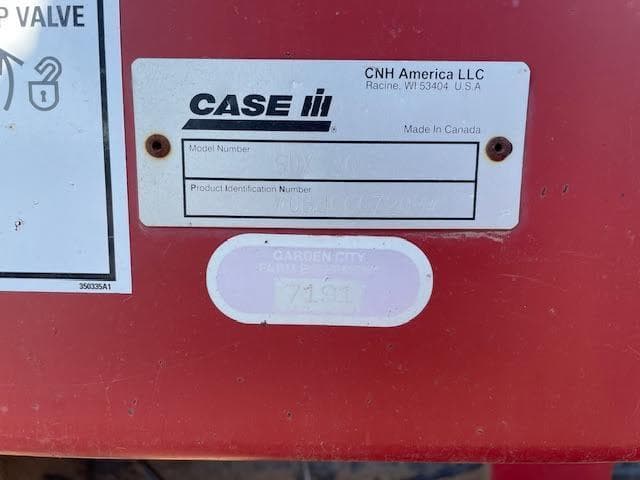 P VALVE
350335A1
CASE IH
CNH America LLC
Racine, WI 53404 U.S.A
Made in Canada
Model Number
Product Identification Number
GARDEN CITY
FARM
7191